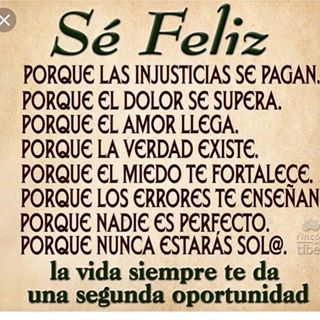 Sé Feliz
PORQUE LAS INJUSTICIAS SE PAGAN.
PORQUE EL DOLOR SE SUPERA.
PORQUE EL AMOR LLEGA.
PORQUE LA VERDAD EXISTE.
PORQUE EL MIEDO TE FORTALECE.
PORQUE LOS ERRORES TE ENSEÑAN
PORQUE NADIE ES PERFECTO.
PORQUE NUNCA ESTARÁS SOL@.
la vida siempre te da
una segunda oportunidad